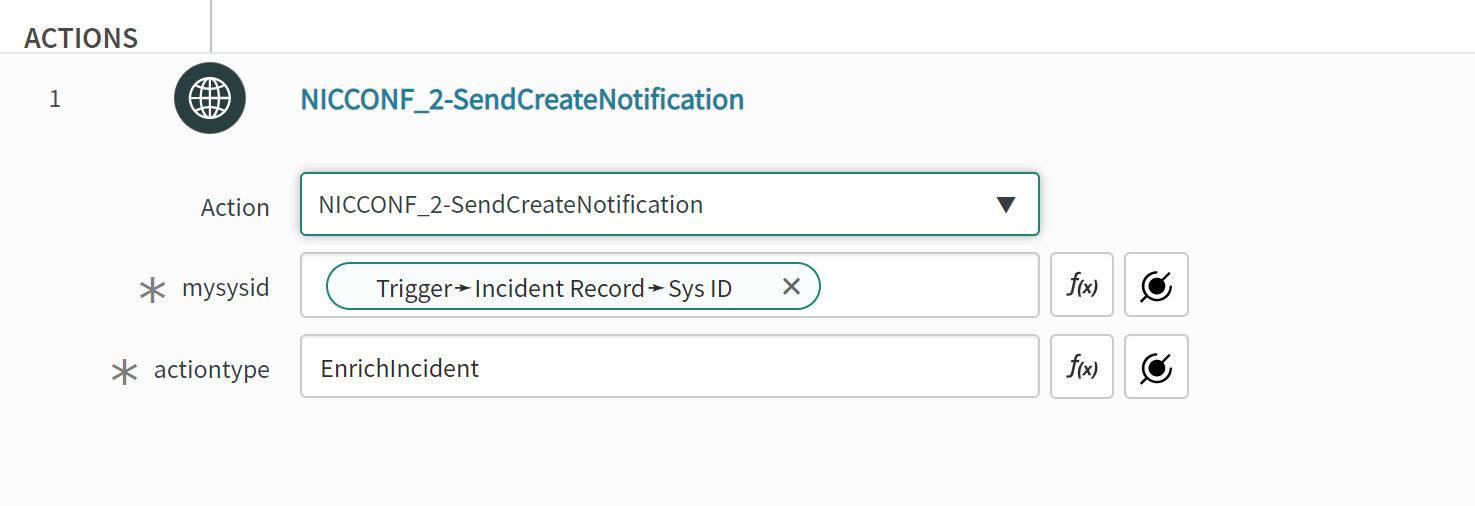 ACTIONS
1
NICCONF_2-SendCreateNotification
Action
NICCONF_2-SendCreateNotification
mysysid
Trigger➛Incident Record➛Sys ID ✕
f(x)
actiontype
EnrichIncident
f(x)